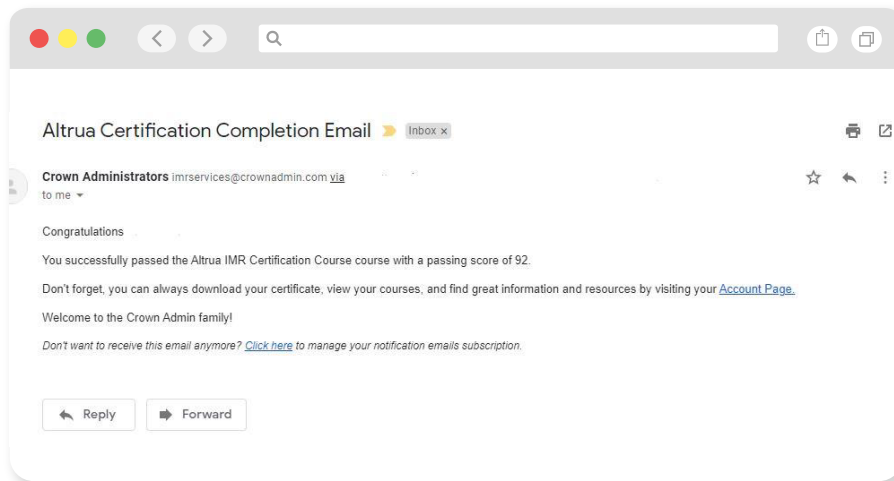 Altrua Certification Completion Email Inbox ×
Crown Administrators imrservices@crownadmin.com via
to me
Congratulations
You successfully passed the Altrua IMR Certification Course course with a passing score of 92.
Don't forget, you can always download your certificate, view your courses, and find great information and resources by visiting your Account Page.
Welcome to the Crown Admin family!
Don't want to receive this email anymore? Click here to manage your notification emails subscription.
Reply Forward